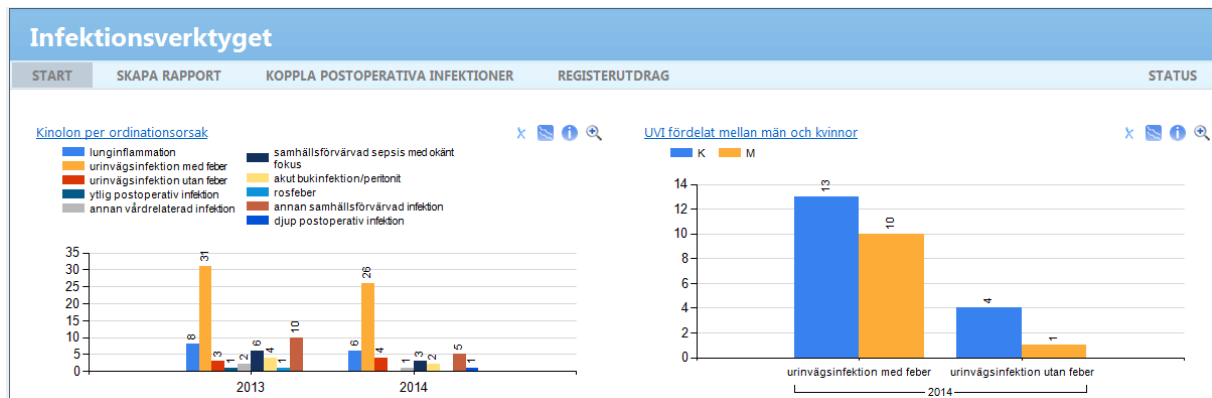 Infektionsverktyget
START SKAPA RAPPORT KOPPLA POSTOPERATIVA INFEKTIONER REGISTERUTDRAG STATUS
Kinolon per ordinationsorsak
lunginflammation
urinvägsinfektion med feber
urinvägsinfektion utan feber
ytlig postoperativ infektion
annan vårdrelaterad infektion
samhällsförvärvad sepsis med okänt
fokus
akut bukinfektion/peritonit
rosfeber
annan samhällsförvärvad infektion
djup postoperativ infektion
35
30
25
20
15
10
5
0
8 31 3 1 2 6 4 1 10
6 26 4 1 3 2 5 1
2013 2014
UVI fördelat mellan män och kvinnor
K M
14
12
10
8
6
4
2
0
13 10 4 1
urinvägsinfektion med feber urinvägsinfektion utan feber
2014